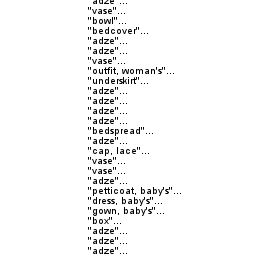 "adze"...
"vase"...
"bowl"...
"bedcover"...
"adze"...
"adze"...
"vase"...
"outfit, woman's"...
"underskirt"...
"adze"...
"adze"...
"adze"...
"adze"...
"bedspread"...
"adze"...
"cap, lace"...
"vase"...
"vase"...
"adze"...
"petticoat, baby's"...
"dress, baby's"...
"gown, baby's"...
"box"...
"adze"...
"adze"...
"adze"...